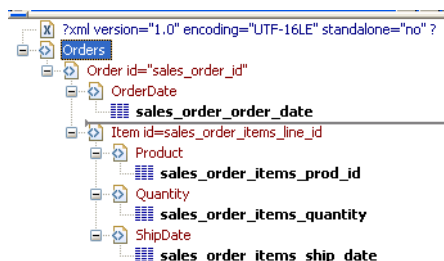 ?xml version="1.0" encoding="UTF-16LE" standalone="no" ?
Orders
Order id="sales_order_id"
OrderDate
sales_order_order_date
Item id=sales_order_items_line_id
Product
sales_order_items_prod_id
Quantity
sales_order_items_quantity
ShipDate
sales_order_items_ship_date